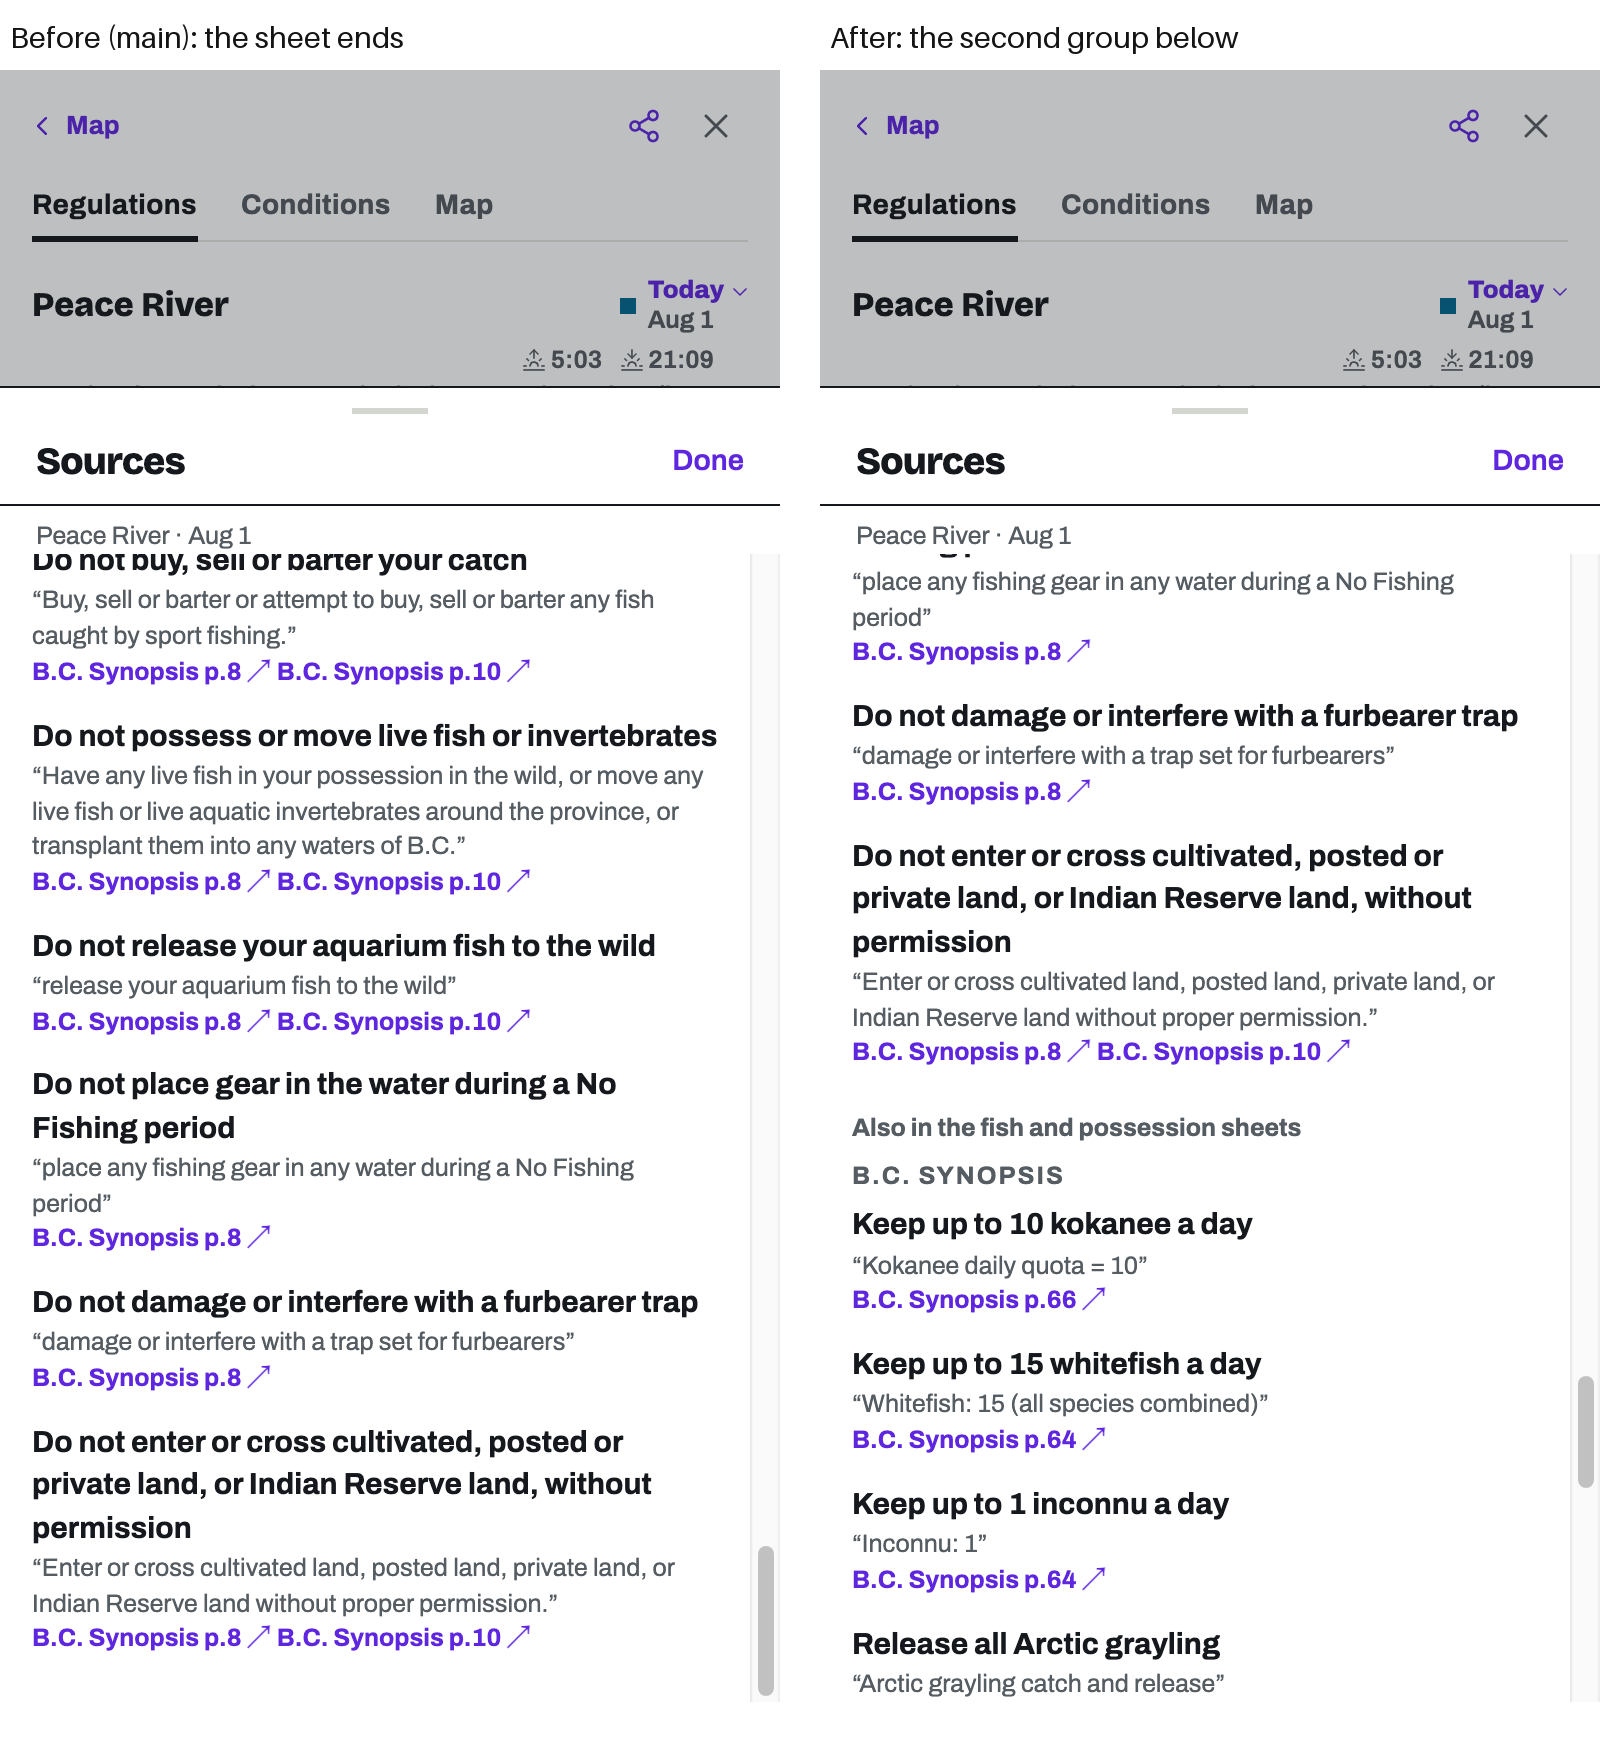 Before (main): the sheet ends
Map
Regulations Conditions Map
Peace River
Today
Aug 1
5:03 21:09
Sources Done
Peace River · Aug 1
Do not buy, sell or barter your catch
“Buy, sell or barter or attempt to buy, sell or barter any fish
caught by sport fishing.”
B.C. Synopsis p.8 B.C. Synopsis p.10
Do not possess or move live fish or invertebrates
“Have any live fish in your possession in the wild, or move any
live fish or live aquatic invertebrates around the province, or
transplant them into any waters of B.C.”
B.C. Synopsis p.8 B.C. Synopsis p.10
Do not release your aquarium fish to the wild
“release your aquarium fish to the wild”
B.C. Synopsis p.8 B.C. Synopsis p.10
Do not place gear in the water during a No
Fishing period
“place any fishing gear in any water during a No Fishing
period”
B.C. Synopsis p.8
Do not damage or interfere with a furbearer trap
“damage or interfere with a trap set for furbearers”
B.C. Synopsis p.8
Do not enter or cross cultivated, posted or
private land, or Indian Reserve land, without
permission
“Enter or cross cultivated land, posted land, private land, or
Indian Reserve land without proper permission.”
B.C. Synopsis p.8 B.C. Synopsis p.10
After: the second group below
Map
Regulations Conditions Map
Peace River
Today
Aug 1
5:03 21:09
Sources Done
Peace River · Aug 1
“place any fishing gear in any water during a No Fishing
period”
B.C. Synopsis p.8
Do not damage or interfere with a furbearer trap
“damage or interfere with a trap set for furbearers”
B.C. Synopsis p.8
Do not enter or cross cultivated, posted or
private land, or Indian Reserve land, without
permission
“Enter or cross cultivated land, posted land, private land, or
Indian Reserve land without proper permission.”
B.C. Synopsis p.8 B.C. Synopsis p.10
Also in the fish and possession sheets
B.C. SYNOPSIS
Keep up to 10 kokanee a day
“Kokanee daily quota = 10”
B.C. Synopsis p.66
Keep up to 15 whitefish a day
“Whitefish: 15 (all species combined)”
B.C. Synopsis p.64
Keep up to 1 inconnu a day
“Inconnu: 1”
B.C. Synopsis p.64
Release all Arctic grayling
“Arctic grayling catch and release”